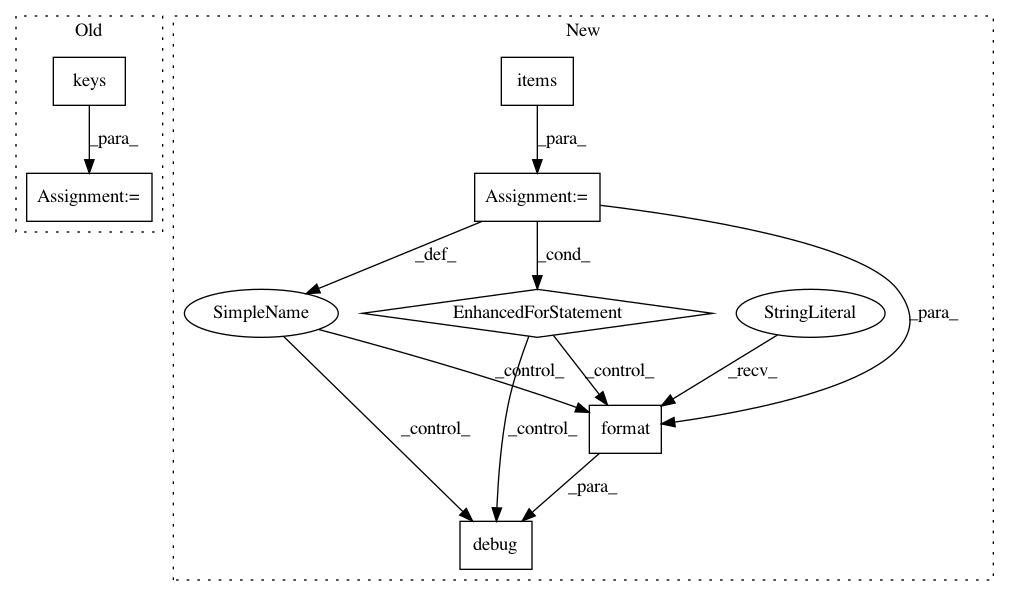 Old
New
keys
items
_para_
_para_
Assignment:=
Assignment:=
_def_
_cond_
SimpleName
EnhancedForStatement
StringLiteral
_para_
_control_
_control_
_recv_
_control_
_control_
format
_para_
debug